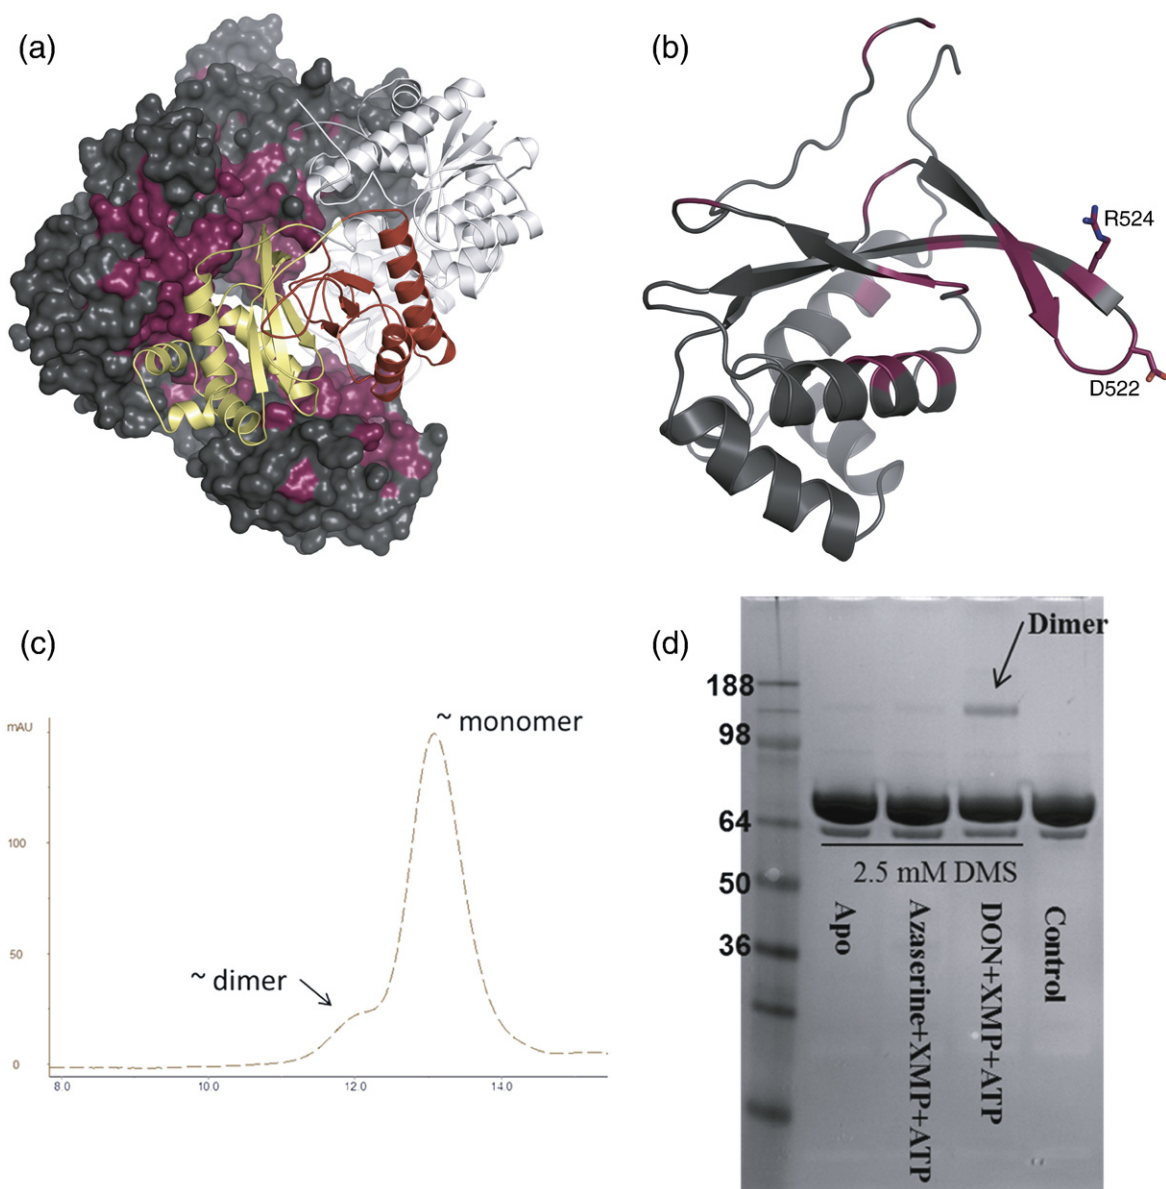 (a)
(b)
R524
D522
(c)
mAU
100
50
0
8.0 10.0 12.0 14.0
~ monomer
~ dimer
(d)
Dimer
188
98
64
50
36
2.5 mM DMS
Apo
Azaserine+XMP+ATP
DON+XMP+ATP
Control